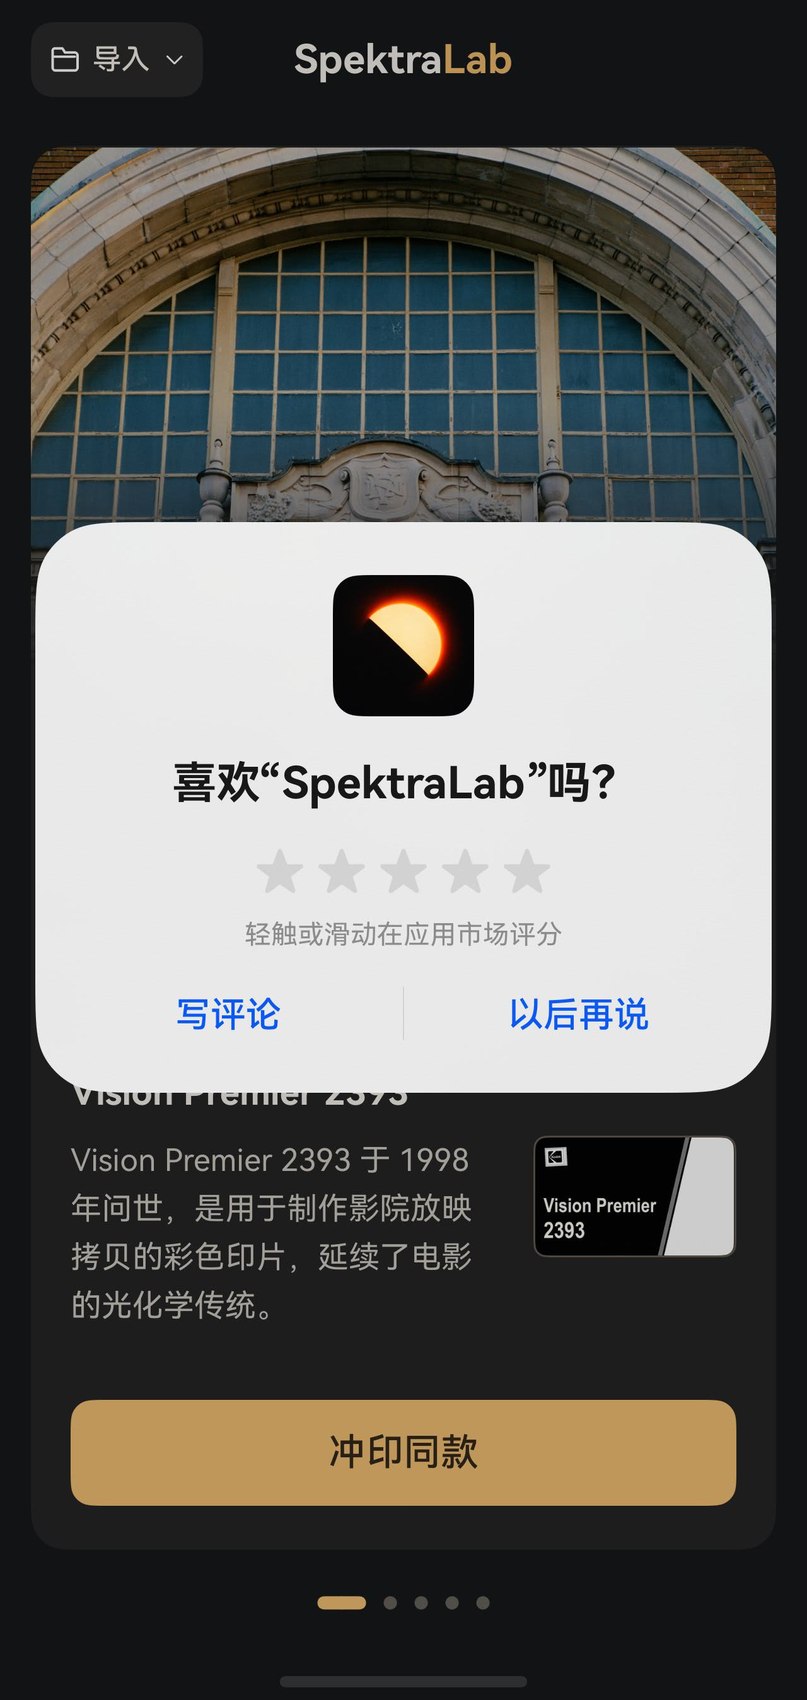 导入
SpektraLab
喜欢“SpektraLab”吗？
轻触或滑动在应用市场评分
写评论
以后再说
Vision Premier 2393
Vision Premier 2393 于 1998
年问世，是用于制作影院放映
拷贝的彩色印片，延续了电影
的光化学传统。
Vision Premier
2393
冲印同款